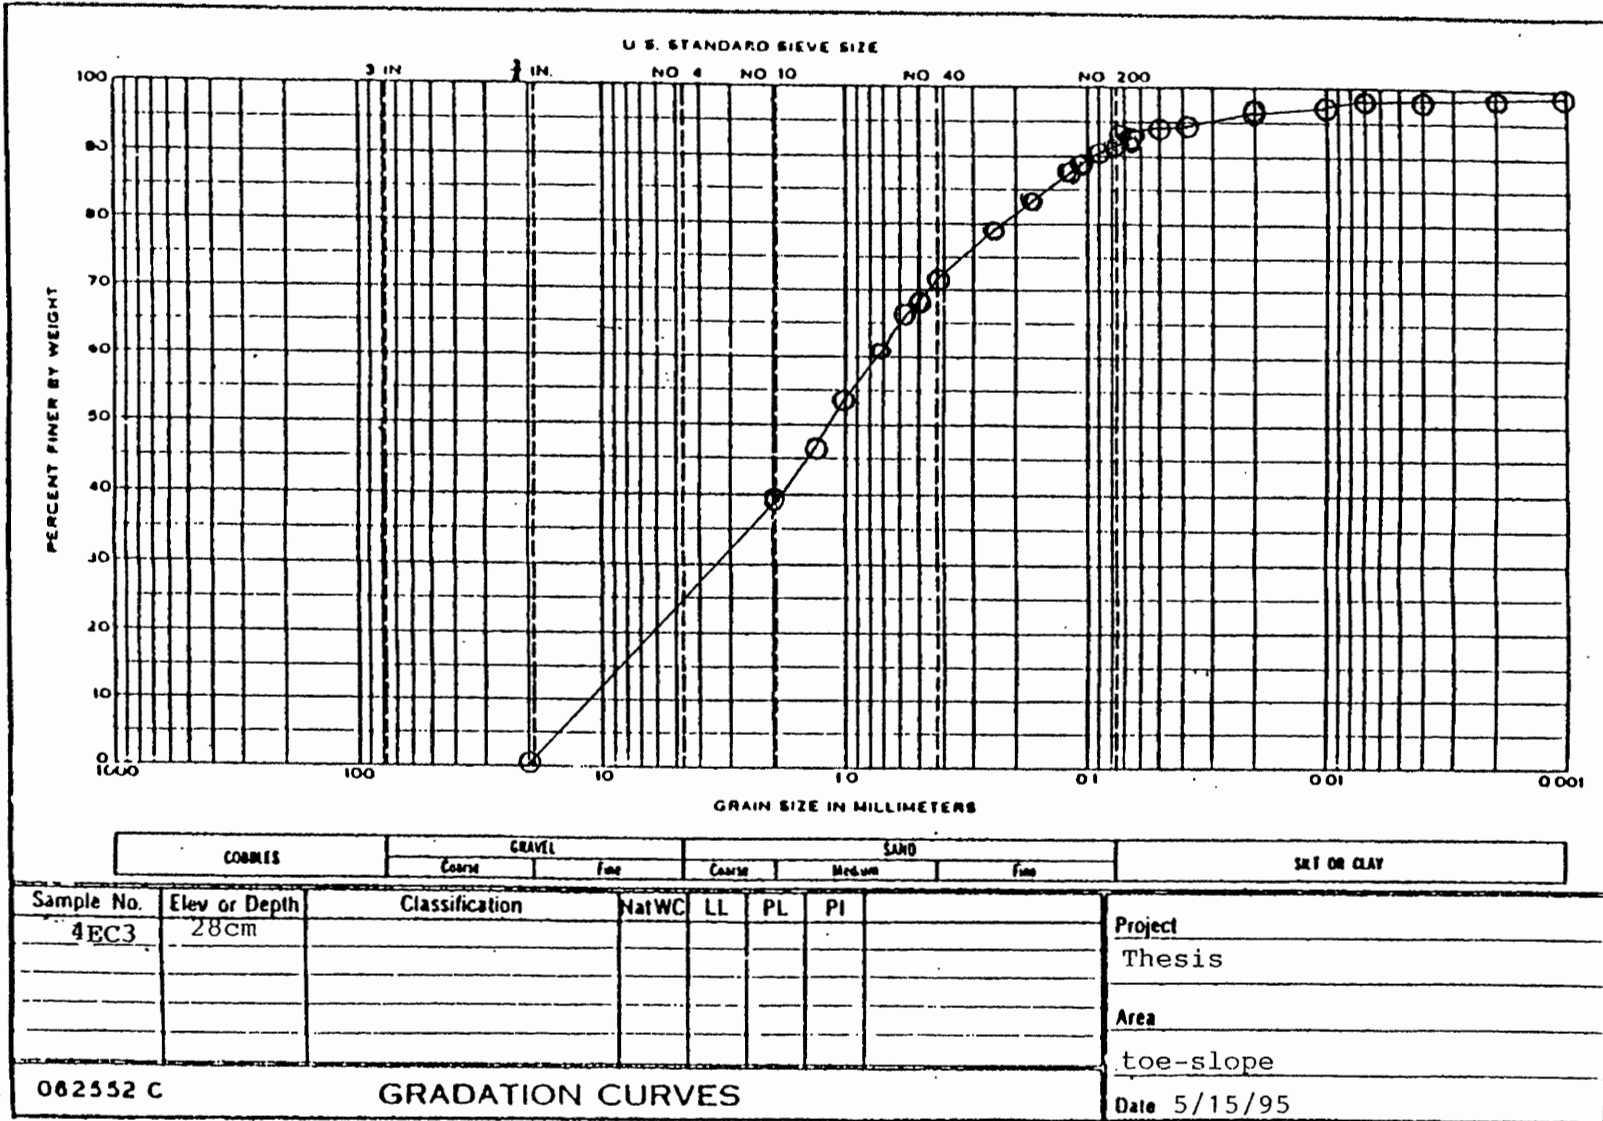 U.S. STANDARD SIEVE SIZE
3 IN
3/4 IN.
NO 4
NO 10
NO 40
NO 200
100
90
80
70
60
50
40
30
20
10
0
PERCENT FINER BY WEIGHT
1000
100
10
1.0
0.1
0.01
0.001
GRAIN SIZE IN MILLIMETERS
COBBLES
GRAVEL
SAND
SILT OR CLAY
Coarse
Fine
Coarse
Medium
Fine
Sample No.
Elev or Depth
Classification
Nat WC
LL
PL
PI
4EC3
28cm
Project
Thesis
Area
toe-slope
Date 5/15/95
062552 C
GRADATION CURVES